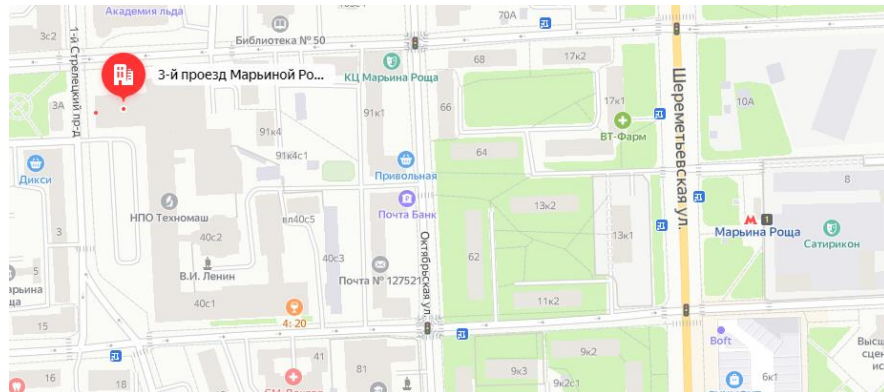 Академия льда
70А
3с2
Библиотека № 50
1-й Стрелецкий пр-д
3-й проезд Марьиной Ро...
КЦ Марьина Роща
68
17к2
3А
91к1
66
17к1
10А
91к4
ВТ-Фарм
Шереметьевская ул.
64
91к4с1
Дикси
Привольная
8
НПО Техномаш
Почта Банк
13к2
М 1
вл40с5
Марьина Роща
Сатирикон
3
40с2
13к1
Октябрьская ул.
40с3
62
5
В.И. Ленин
Почта № 127521
ща
40с1
11к2
4: 20
15
Boft
41
9к2
81
9к3
16
18
9к2с1
6к1